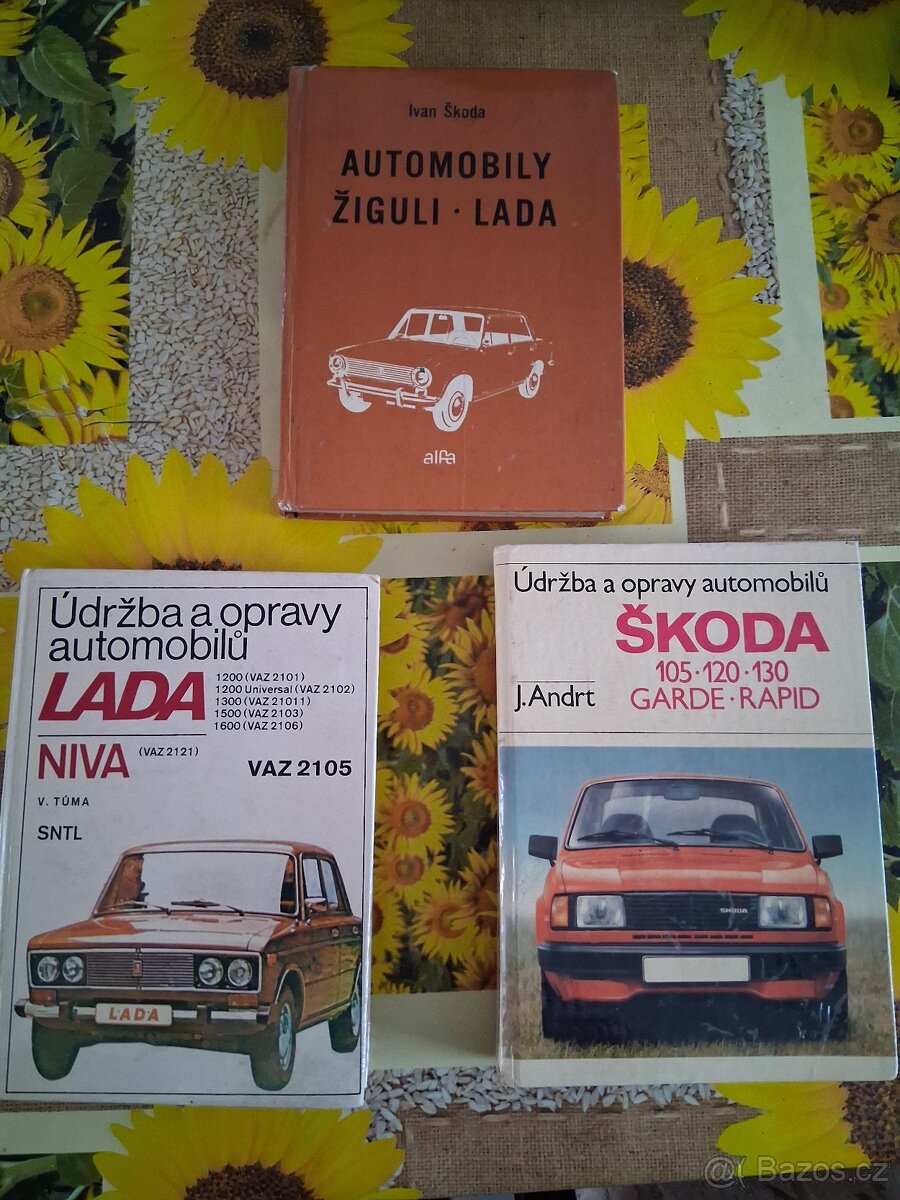 Ivan Škoda
AUTOMOBILY
ŽIGULI · LADA
alfa
Údržba a opravy
automobilů
LADA
1200 (VAZ 2101)
1200 Universal (VAZ 2102)
1300 (VAZ 21011)
1500 (VAZ 2103)
1600 (VAZ 2106)
NIVA (VAZ 2121)
VAZ 2105
V. TŮMA
SNTL
LADA
Údržba a opravy automobilů
ŠKODA
105·120·130
J. Andrt GARDE·RAPID
SKODA
@ Bazos.cz